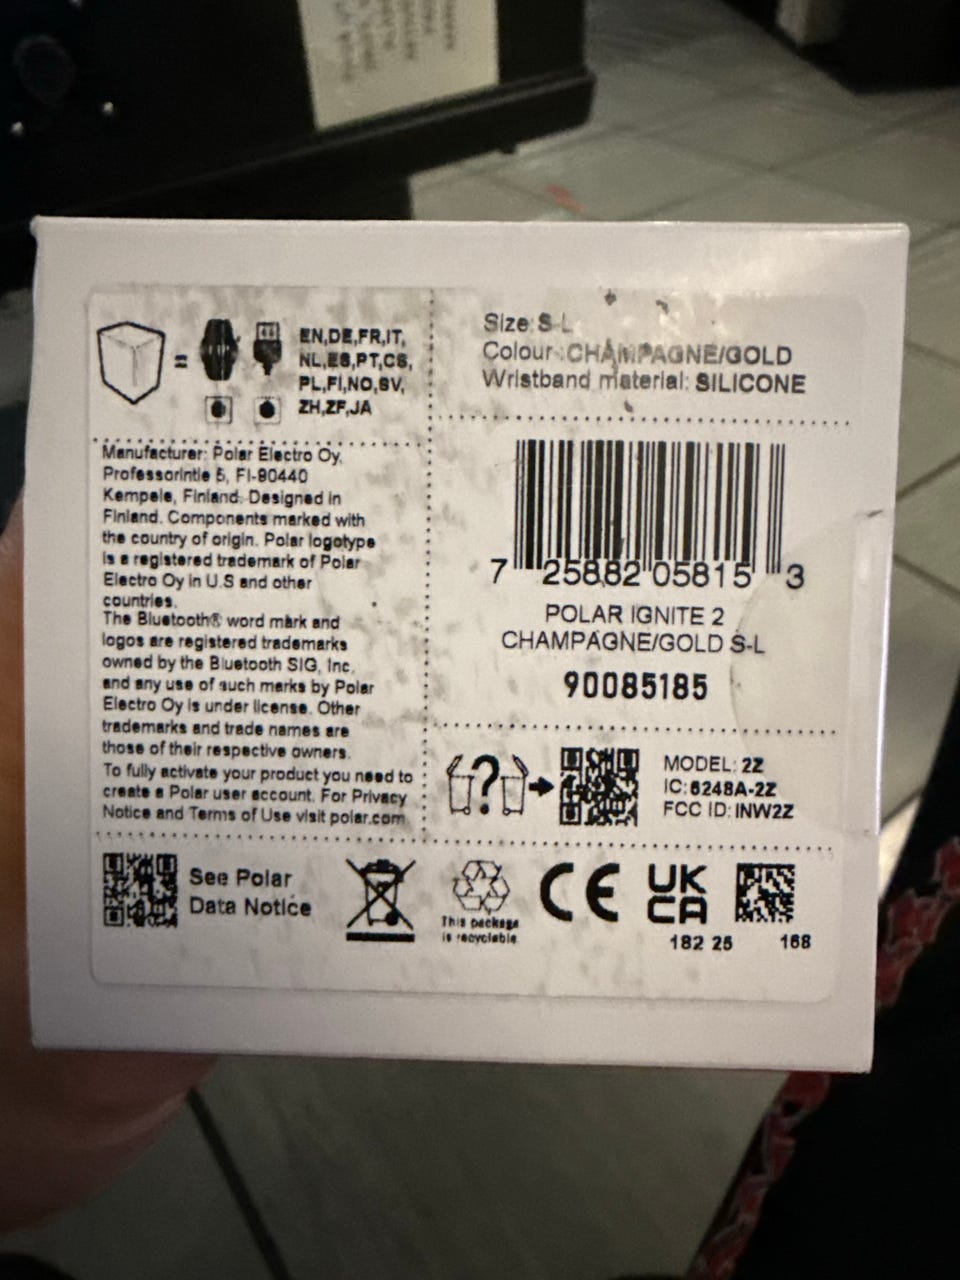 EN,DE,FR,IT,
NL,ES,PT,CS,
PL,FI,NO,SV,
ZH,ZF,JA
Size: S-L
Colour: CHAMPAGNE/GOLD
Wristband material: SILICONE
Manufacturer: Polar Electro Oy,
Professorintie 5, FI-90440
Kempele, Finland. Designed in
Finland. Components marked with
the country of origin. Polar logotype
is a registered trademark of Polar
Electro Oy in U.S and other
countries.
The Bluetooth® word mark and
logos are registered trademarks
owned by the Bluetooth SIG, Inc.
and any use of such marks by Polar
Electro Oy is under license. Other
trademarks and trade names are
those of their respective owners.
To fully activate your product you need to
create a Polar user account. For Privacy
Notice and Terms of Use visit polar.com
7 25882 05815 3
POLAR IGNITE 2
CHAMPAGNE/GOLD S-L
90085185
?
MODEL: 2Z
IC: 6248A-2Z
FCC ID: INW2Z
See Polar
Data Notice
This package
is recyclable
CE
UK
CA
182 25 168